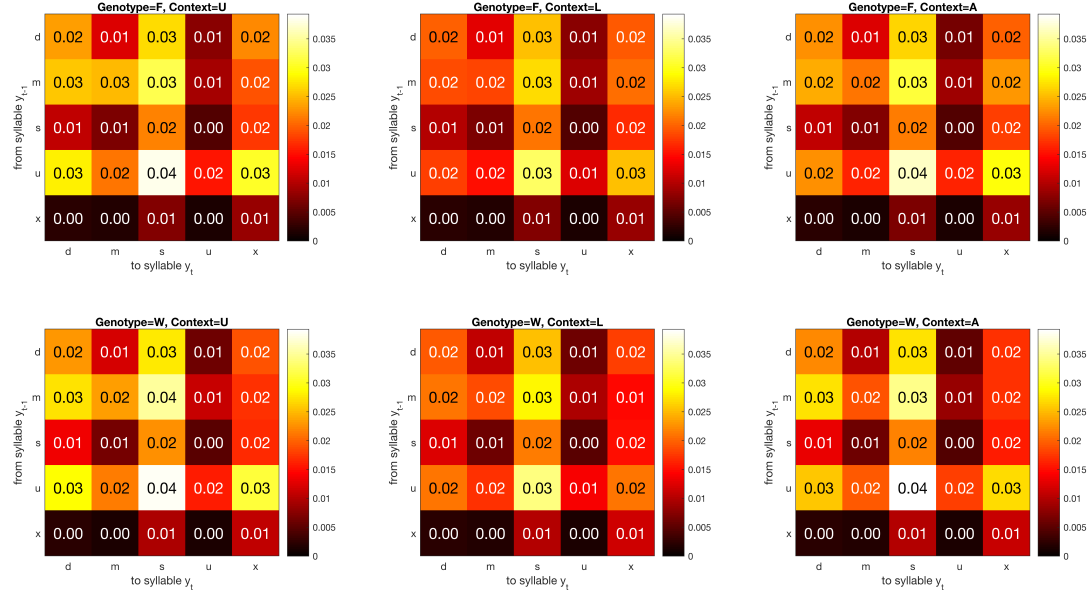 Genotype=F, Context=U
d 0.02 0.01 0.03 0.01 0.02
m 0.03 0.03 0.03 0.01 0.02
s 0.01 0.01 0.02 0.00 0.02
u 0.03 0.02 0.04 0.02 0.03
x 0.00 0.00 0.01 0.00 0.01
d m s u x
to syllable y_t
from syllable y_{t-1}
0.035
0.03
0.025
0.02
0.015
0.01
0.005
0
Genotype=F, Context=L
d 0.02 0.01 0.03 0.01 0.02
m 0.02 0.02 0.03 0.01 0.02
s 0.01 0.01 0.02 0.00 0.02
u 0.02 0.02 0.03 0.01 0.03
x 0.00 0.00 0.01 0.00 0.01
d m s u x
to syllable y_t
from syllable y_{t-1}
0.035
0.03
0.025
0.02
0.015
0.01
0.005
0
Genotype=F, Context=A
d 0.02 0.01 0.03 0.01 0.02
m 0.02 0.02 0.03 0.01 0.02
s 0.01 0.01 0.02 0.00 0.02
u 0.02 0.02 0.04 0.02 0.03
x 0.00 0.00 0.01 0.00 0.01
d m s u x
to syllable y_t
from syllable y_{t-1}
0.035
0.03
0.025
0.02
0.015
0.01
0.005
0
Genotype=W, Context=U
d 0.02 0.01 0.03 0.01 0.02
m 0.03 0.02 0.04 0.01 0.02
s 0.01 0.01 0.02 0.00 0.02
u 0.03 0.02 0.04 0.02 0.03
x 0.00 0.00 0.01 0.00 0.01
d m s u x
to syllable y_t
from syllable y_{t-1}
0.035
0.03
0.025
0.02
0.015
0.01
0.005
0
Genotype=W, Context=L
d 0.02 0.01 0.03 0.01 0.02
m 0.02 0.02 0.03 0.01 0.01
s 0.01 0.01 0.02 0.00 0.02
u 0.02 0.02 0.03 0.01 0.02
x 0.00 0.00 0.01 0.00 0.01
d m s u x
to syllable y_t
from syllable y_{t-1}
0.035
0.03
0.025
0.02
0.015
0.01
0.005
0
Genotype=W, Context=A
d 0.02 0.01 0.03 0.01 0.02
m 0.03 0.02 0.03 0.01 0.02
s 0.01 0.01 0.02 0.00 0.02
u 0.03 0.02 0.04 0.02 0.03
x 0.00 0.00 0.01 0.00 0.01
d m s u x
to syllable y_t
from syllable y_{t-1}
0.035
0.03
0.025
0.02
0.015
0.01
0.005
0